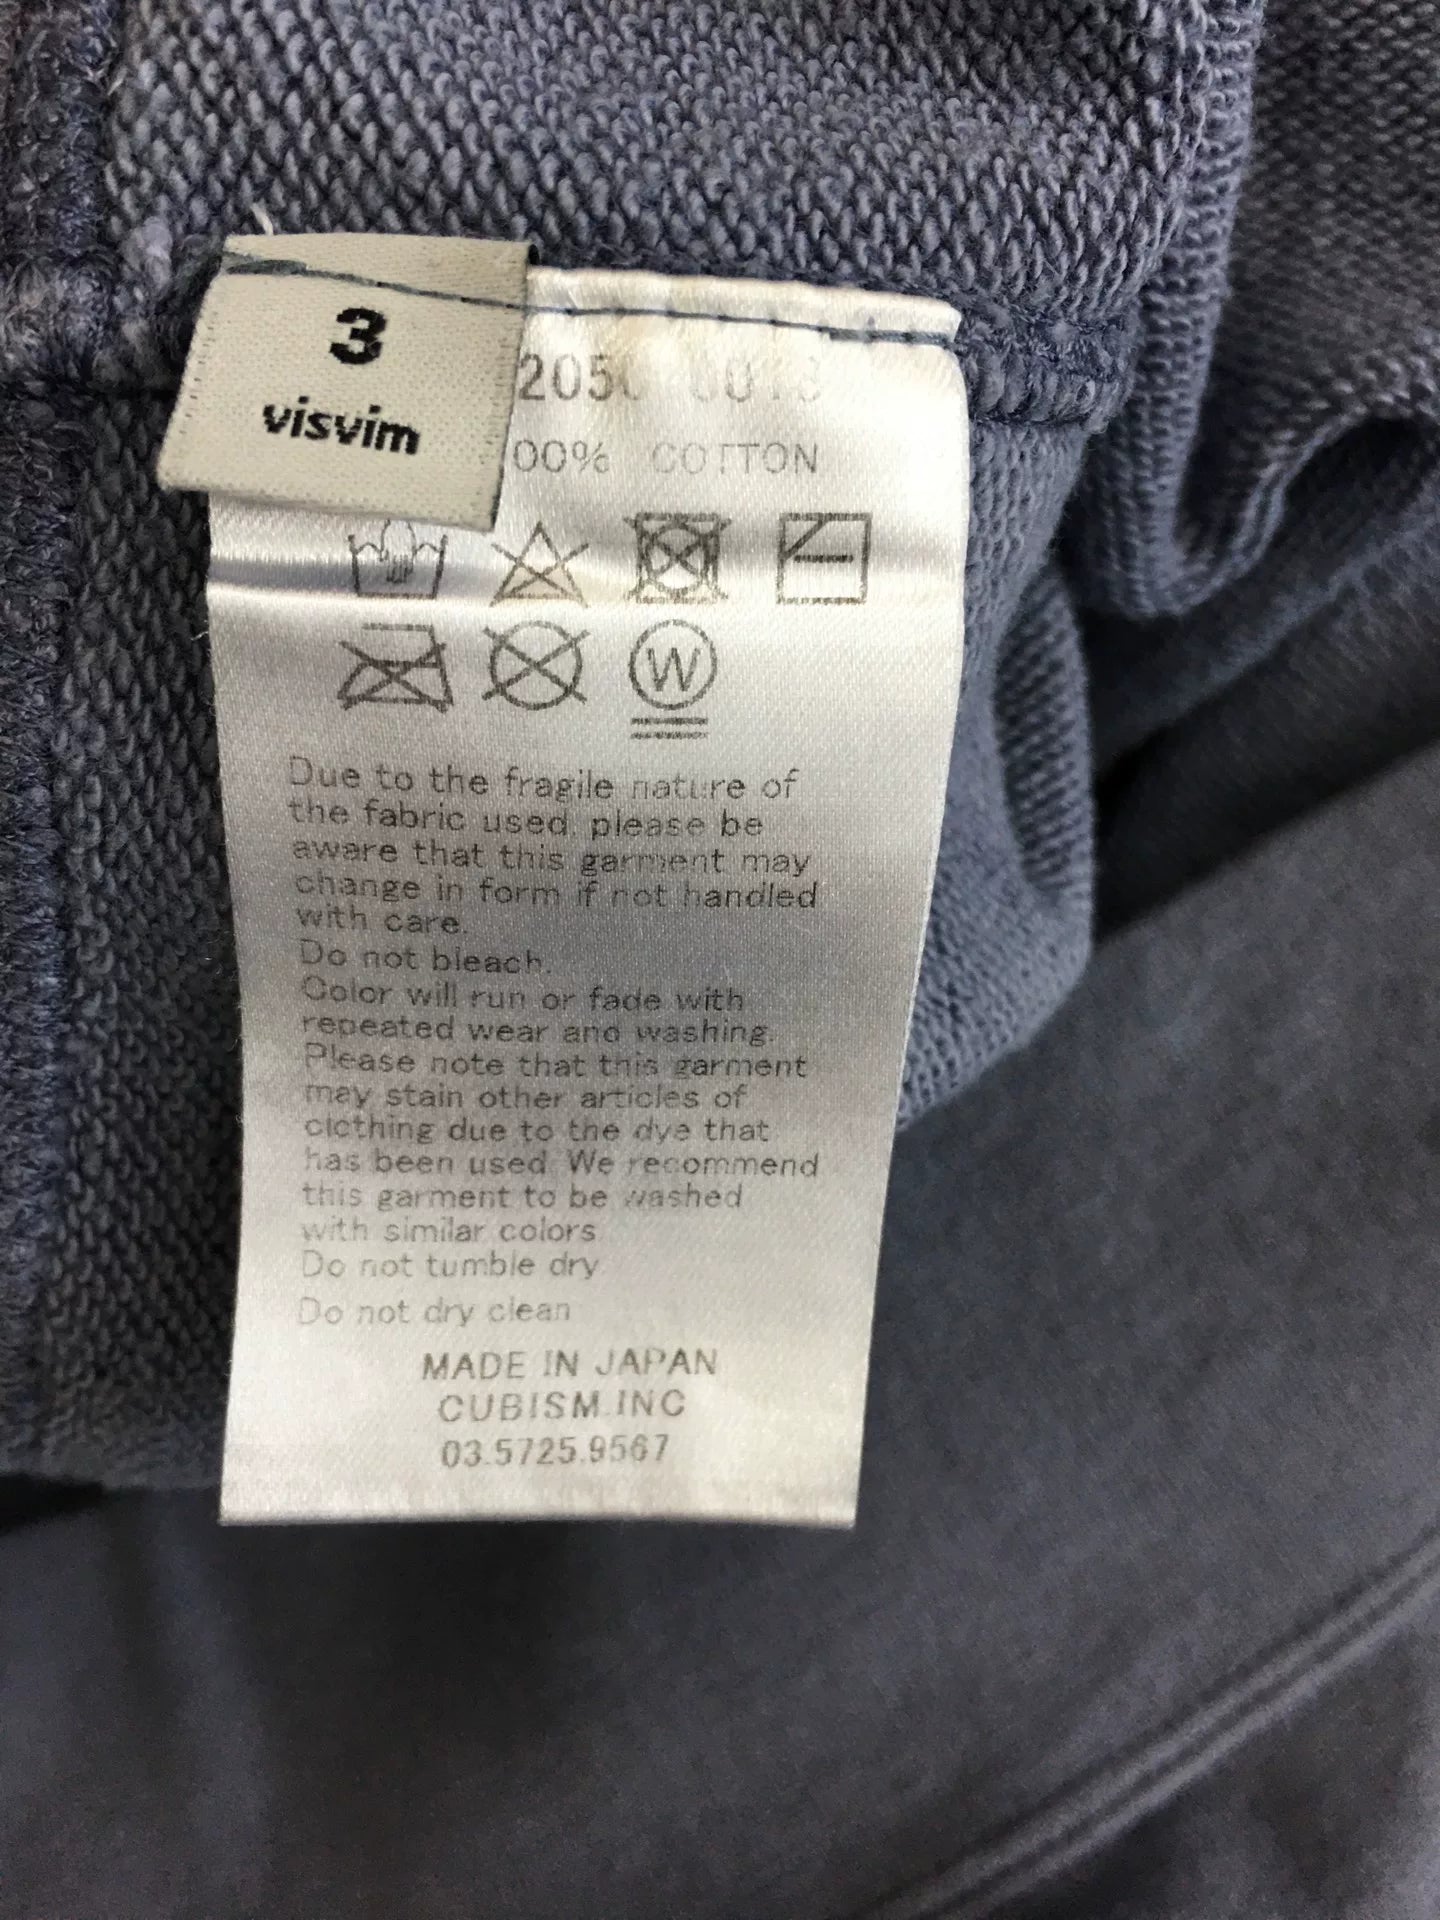 3
visvim
00% COTTON
W
Due to the fragile nature of
the fabric used, please be
aware that this garment may
change in form if not handled
with care.
Do not bleach.
Color will run or fade with
repeated wear and washing.
Please note that this garment
may stain other articles of
clothing due to the dye that
has been used. We recommend
this garment to be washed
with similar colors.
Do not tumble dry
Do not dry clean
MADE IN JAPAN
CUBISM.INC
03.5725.9567